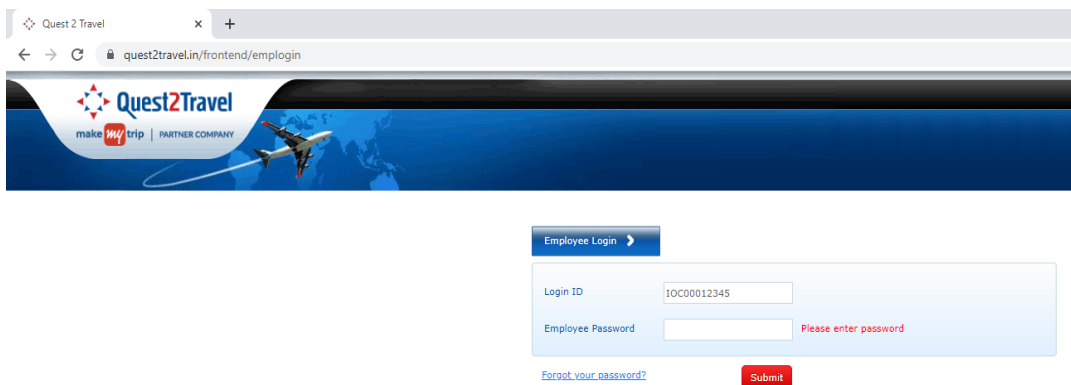 Quest 2 Travel
quest2travel.in/frontend/emplogin
Quest2Travel
make my trip | PARTNER COMPANY
Employee Login
Login ID IOC00012345
Employee Password Please enter password
Forgot your password? Submit